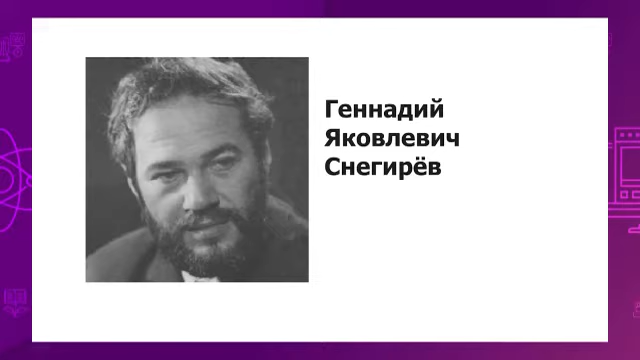 Геннадий
Яковлевич
Снегирёв